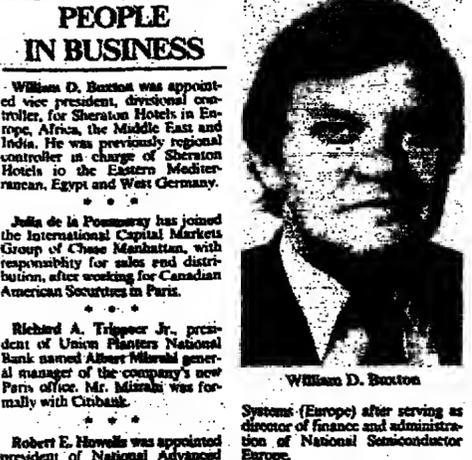 PEOPLE
IN BUSINESS
William D. Buxton was appoint-
ed vice president, divisional con-
troller, for Sheraton Hotels in Eu-
rope, Africa, the Middle East and
India. He was previously regional
controller in charge of Sheraton
Hotels in the Eastern Mediter-
ranean, Egypt and West Germany.
* * *
de la has joined
the International Capital Markets
Group of Chase Manhattan, with
responsiblity for sales and distri-
bution, after working for Canadian
American Securities in Paris.
* * *
Richard A. Trippeer Jr., presi-
dent of Union Planters National
Bank named Albert Mizrahi gener-
al manager of the company's new
Paris office. Mr. Mizrahi was for-
mally with Citibank.
* * *
Robert E. Howells was appointed
president of National Advanced
William D. Buxton
Systems (Europe) after serving as
director of finance and administra-
tion of National Semiconductor
Europe.